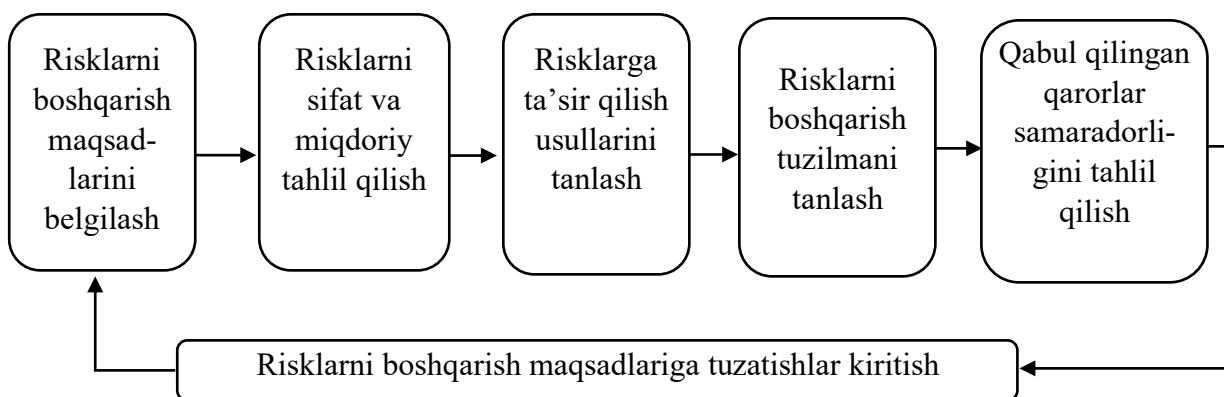 Risklarni
boshqarish
maqsad-
larini
belgilash
Risklarni
sifat va
miqdoriy
tahlil qilish
Risklarga
ta’sir qilish
usullarini
tanlash
Risklarni
boshqarish
tuzilmani
tanlash
Qabul qilingan
qarorlar
samaradorli-
gini tahlil
qilish
Risklarni boshqarish maqsadlariga tuzatishlar kiritish